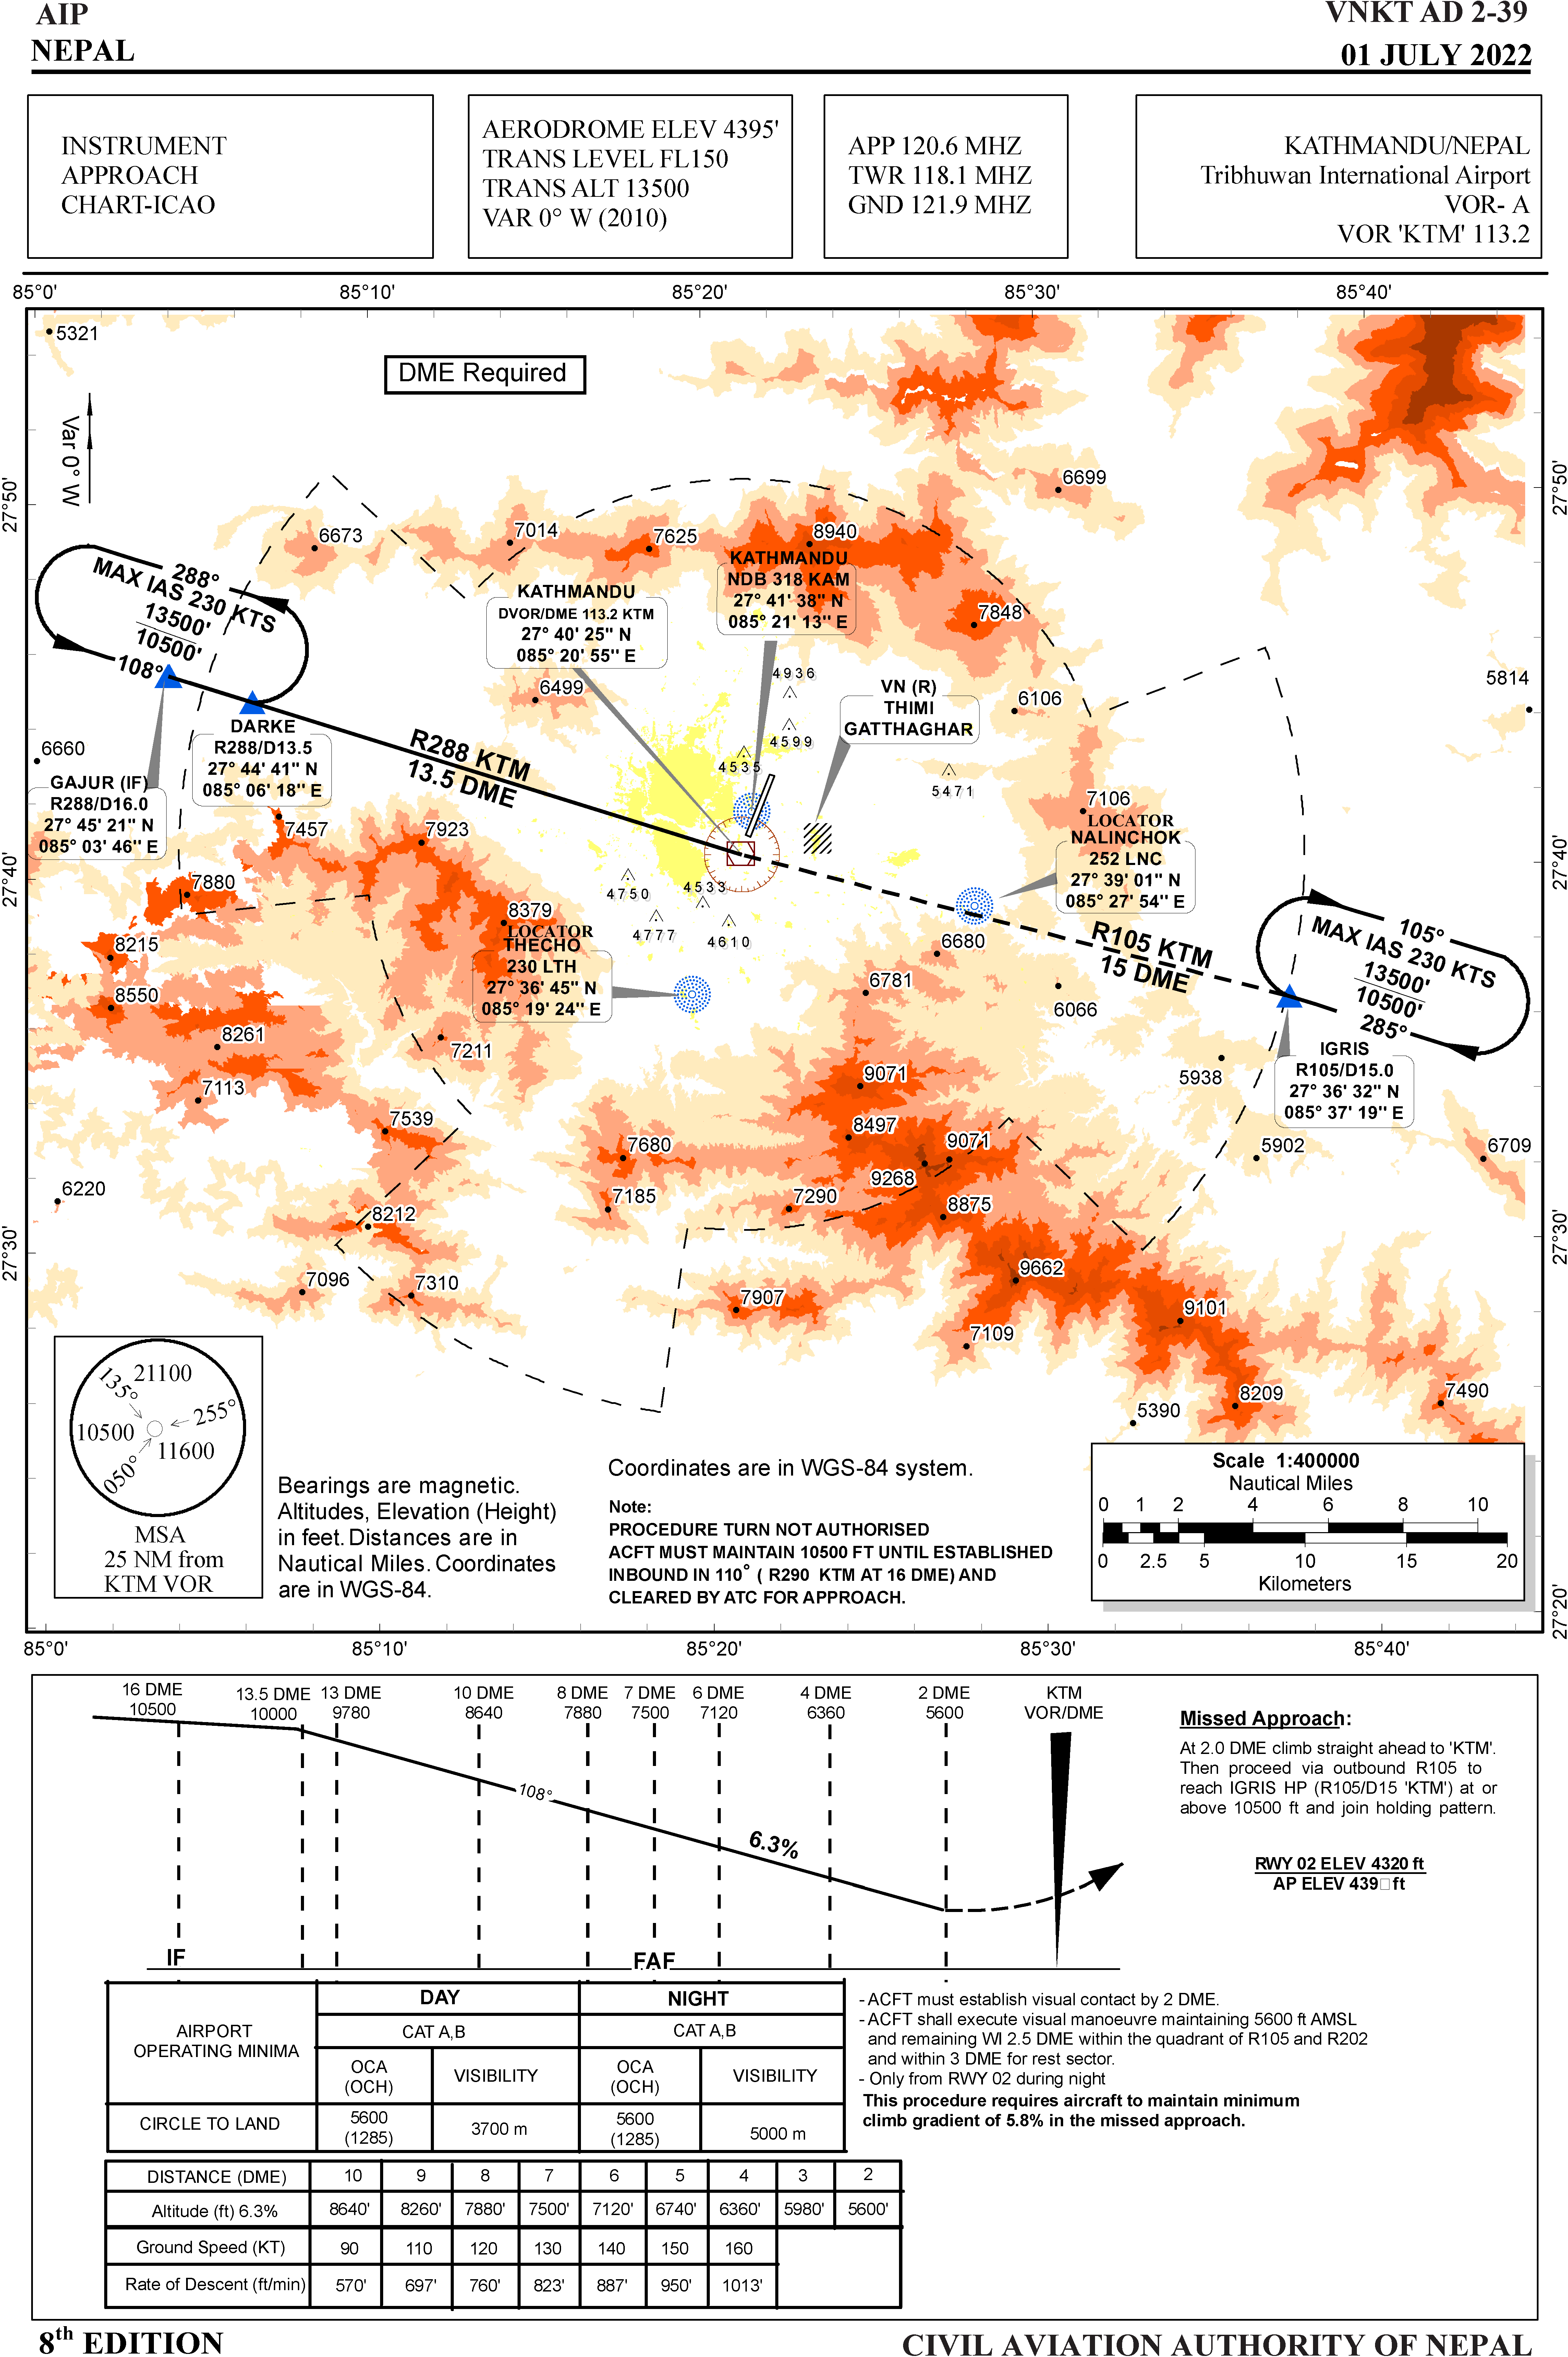 AIP
NEPAL
VNKT AD 2-39
01 JULY 2022
INSTRUMENT
APPROACH
CHART-ICAO
AERODROME ELEV 4395'
TRANS LEVEL FL150
TRANS ALT 13500
VAR 0° W (2010)
APP 120.6 MHZ
TWR 118.1 MHZ
GND 121.9 MHZ
KATHMANDU/NEPAL
Tribhuwan International Airport
VOR- A
VOR 'KTM' 113.2
85°0'
85°10'
85°20'
85°30'
85°40'
5321
DME Required
Var 0° W
27°50'
27°50'
6699
6673
7014
7625
8940
288°
MAX IAS 230 KTS
13500'
10500'
108°
KATHMANDU
DVOR/DME 113.2 KTM
27° 40' 25'' N
085° 20' 55'' E
KATHMANDU
NDB 318 KAM
27° 41' 38'' N
085° 21' 13'' E
7848
4936
6499
VN (R)
THIMI
GATTHAGHAR
6106
5814
DARKE
R288/D13.5
27° 44' 41'' N
085° 06' 18'' E
R288 KTM
13.5 DME
4599
4535
6660
5471
GAJUR (IF)
R288/D16.0
27° 45' 21'' N
085° 03' 46'' E
7457
7923
7106
LOCATOR
NALINCHOK
252 LNC
27° 39' 01'' N
085° 27' 54'' E
27°40'
27°40'
7880
4750
4533
4777
4610
8379
LOCATOR
THECHO
230 LTH
27° 36' 45'' N
085° 19' 24'' E
6680
R105 KTM
15 DME
105°
MAX IAS 230 KTS
13500'
10500'
285°
8215
8550
6781
6066
8261
7211
IGRIS
R105/D15.0
27° 36' 32'' N
085° 37' 19'' E
7113
9071
5938
7539
8497
7680
9071
5902
6709
9268
6220
7185
7290
8875
8212
27°30'
27°30'
9662
7096
7310
7907
9101
7109
8209
7490
5390
21100
135°
255°
10500
11600
050°
MSA
25 NM from
KTM VOR
Bearings are magnetic.
Altitudes, Elevation (Height)
in feet. Distances are in
Nautical Miles. Coordinates
are in WGS-84.
Coordinates are in WGS-84 system.
Note:
PROCEDURE TURN NOT AUTHORISED
ACFT MUST MAINTAIN 10500 FT UNTIL ESTABLISHED
INBOUND IN 110° ( R290 KTM AT 16 DME) AND
CLEARED BY ATC FOR APPROACH.
Scale 1:400000
Nautical Miles
0 1 2 4 6 8 10
0 2.5 5 10 15 20
Kilometers
27°20'
85°0'
85°10'
85°20'
85°30'
85°40'
16 DME
10500
13.5 DME
10000
13 DME
9780
10 DME
8640
8 DME
7880
7 DME
7500
6 DME
7120
4 DME
6360
2 DME
5600
KTM
VOR/DME
108°
6.3%
IF
FAF
Missed Approach:
At 2.0 DME climb straight ahead to 'KTM'.
Then proceed via outbound R105 to
reach IGRIS HP (R105/D15 'KTM') at or
above 10500 ft and join holding pattern.
RWY 02 ELEV 4320 ft
AP ELEV 439□ ft
AIRPORT
OPERATING MINIMA
DAY
NIGHT
CAT A,B
CAT A,B
OCA
(OCH)
VISIBILITY
OCA
(OCH)
VISIBILITY
CIRCLE TO LAND
5600
(1285)
3700 m
5600
(1285)
5000 m
- ACFT must establish visual contact by 2 DME.
- ACFT shall execute visual manoeuvre maintaining 5600 ft AMSL
and remaining WI 2.5 DME within the quadrant of R105 and R202
and within 3 DME for rest sector.
- Only from RWY 02 during night
This procedure requires aircraft to maintain minimum
climb gradient of 5.8% in the missed approach.
DISTANCE (DME) 10 9 8 7 6 5 4 3 2
Altitude (ft) 6.3% 8640' 8260' 7880' 7500' 7120' 6740' 6360' 5980' 5600'
Ground Speed (KT) 90 110 120 130 140 150 160
Rate of Descent (ft/min) 570' 697' 760' 823' 887' 950' 1013'
8th EDITION
CIVIL AVIATION AUTHORITY OF NEPAL